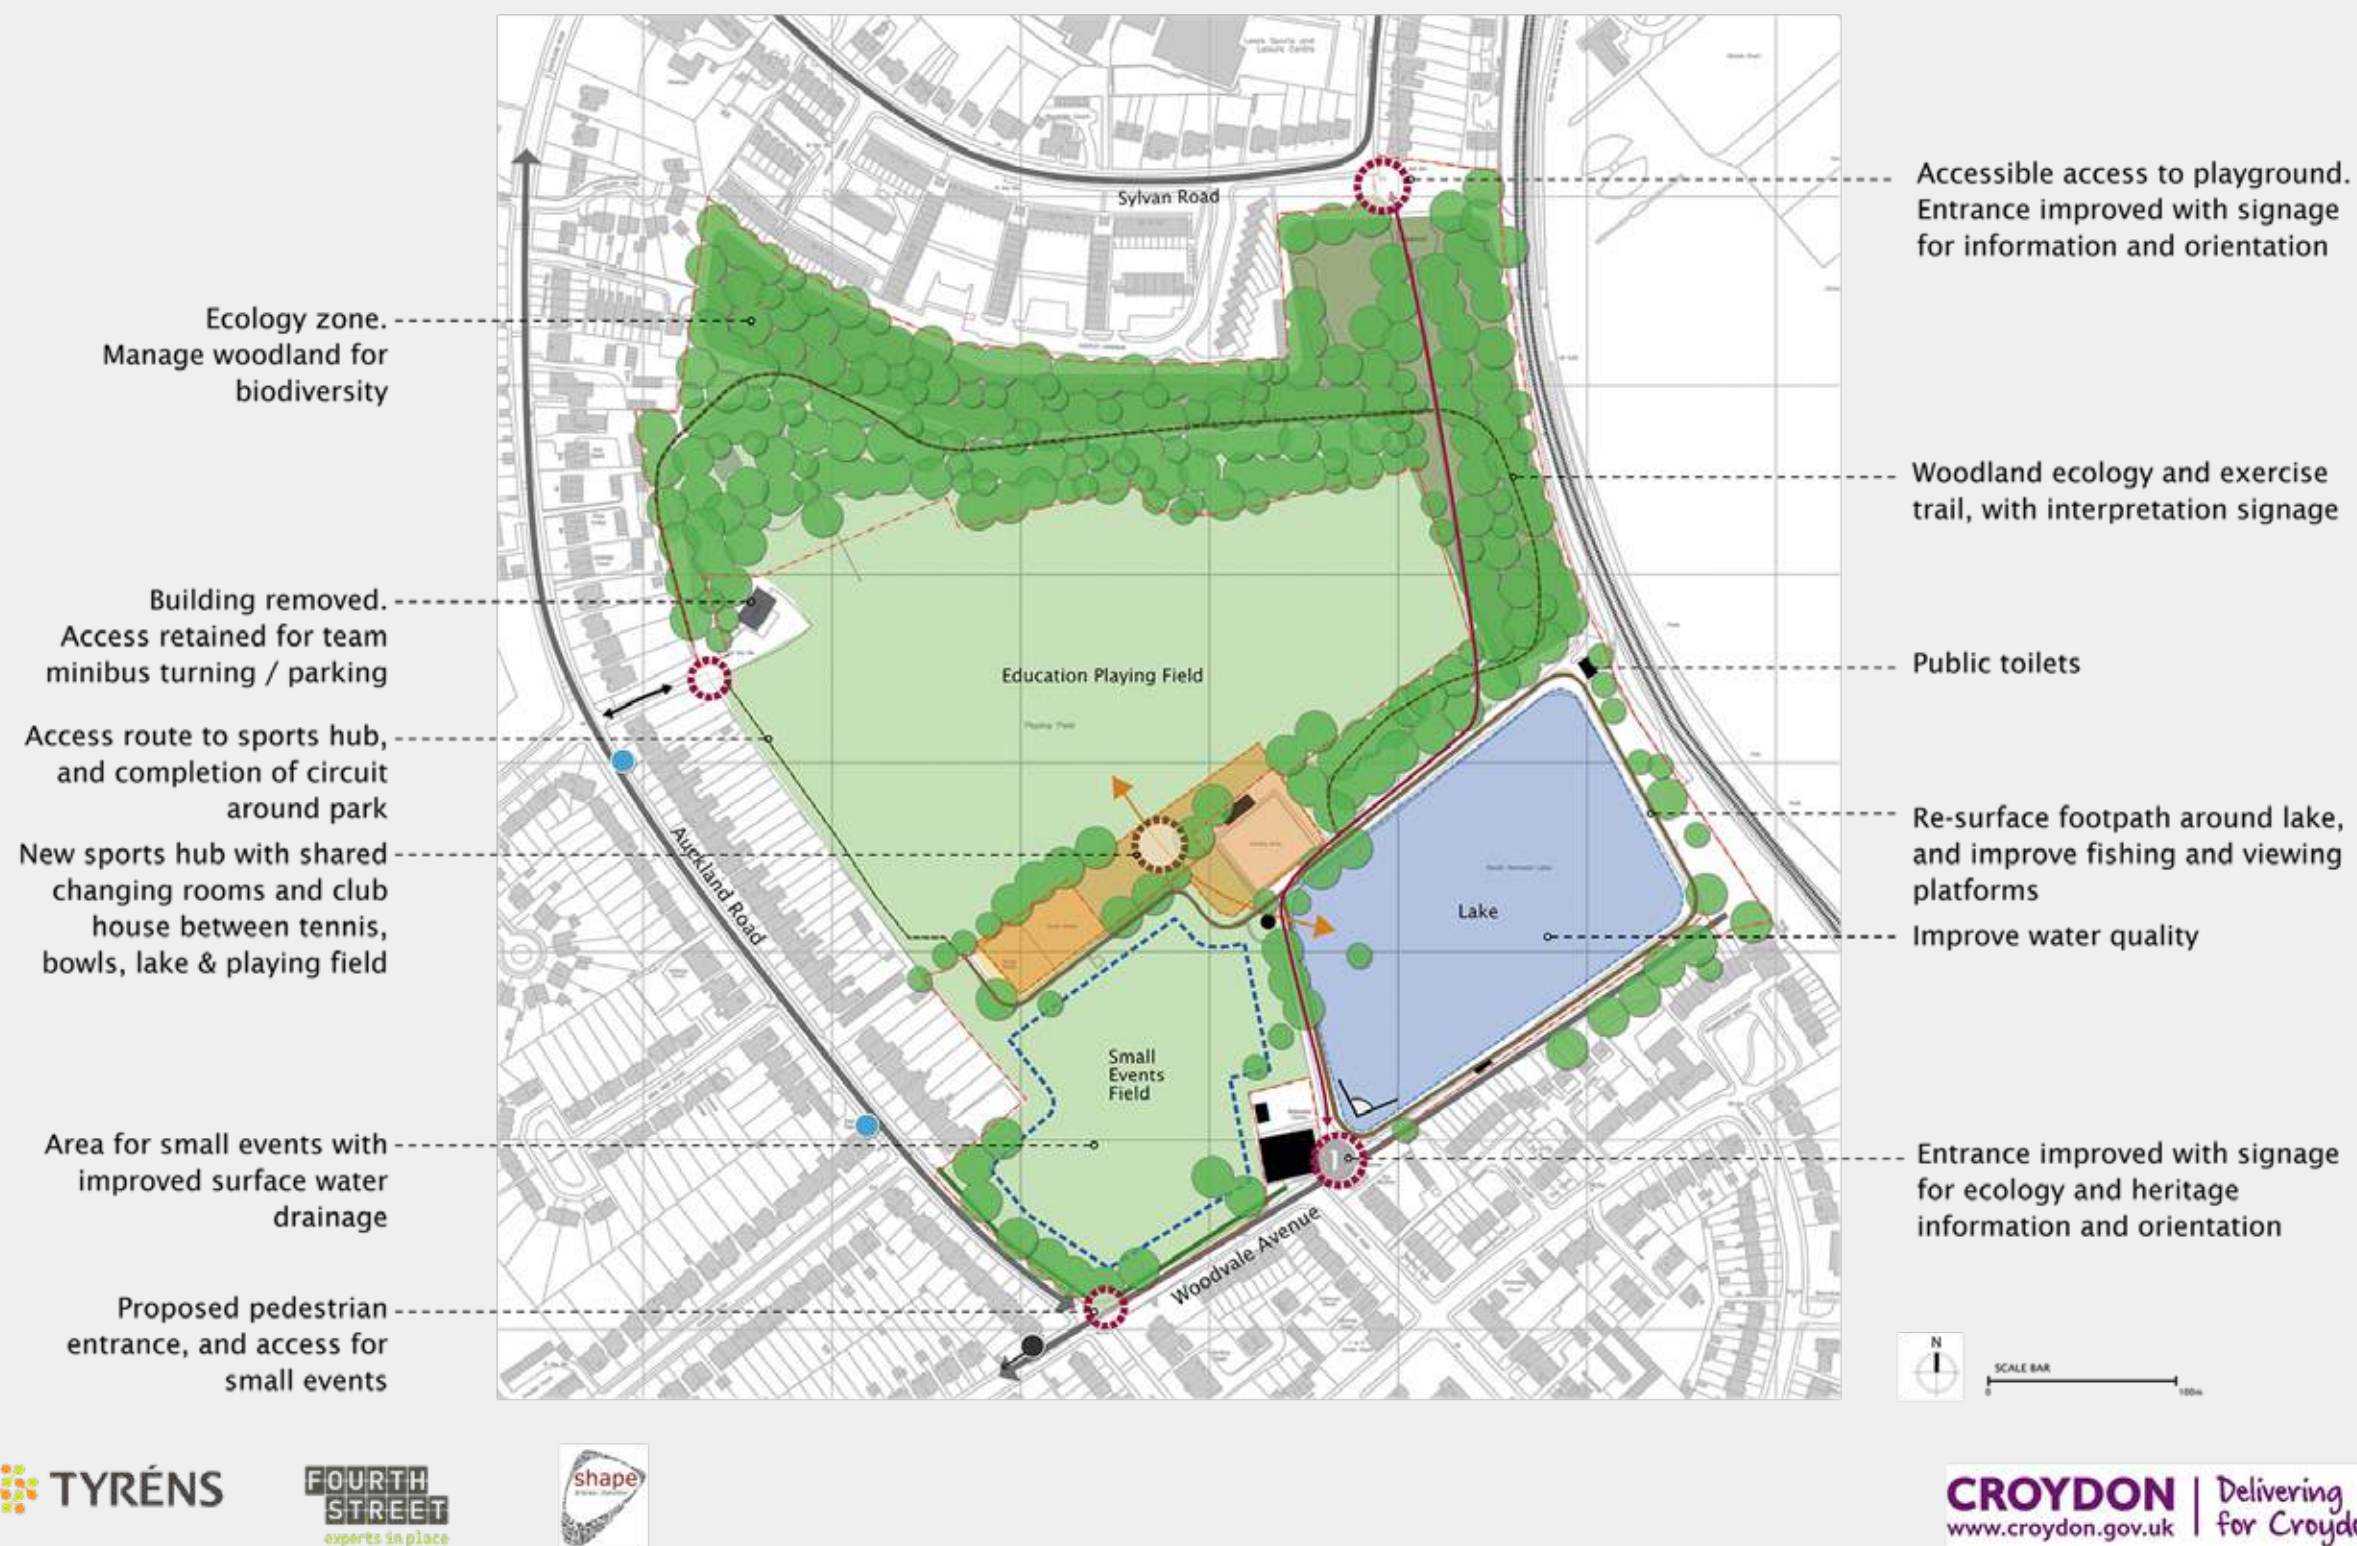 Ecology zone.
Manage woodland for
biodiversity
Building removed.
Access retained for team
minibus turning / parking
Access route to sports hub,
and completion of circuit
around park
New sports hub with shared
changing rooms and club
house between tennis,
bowls, lake & playing field
Area for small events with
improved surface water
drainage
Proposed pedestrian
entrance, and access for
small events
Sylvan Road
Education Playing Field
Playing Field
Auckland Road
Lake
Small
Events
Field
Woodvale Avenue
Accessible access to playground.
Entrance improved with signage
for information and orientation
Woodland ecology and exercise
trail, with interpretation signage
Public toilets
Re-surface footpath around lake,
and improve fishing and viewing
platforms
Improve water quality
Entrance improved with signage
for ecology and heritage
information and orientation
N
SCALE BAR
0
100m
TYRÉNS
FOURTH
STREET
experts in place
shape
CROYDON
www.croydon.gov.uk
Delivering
for Croydo